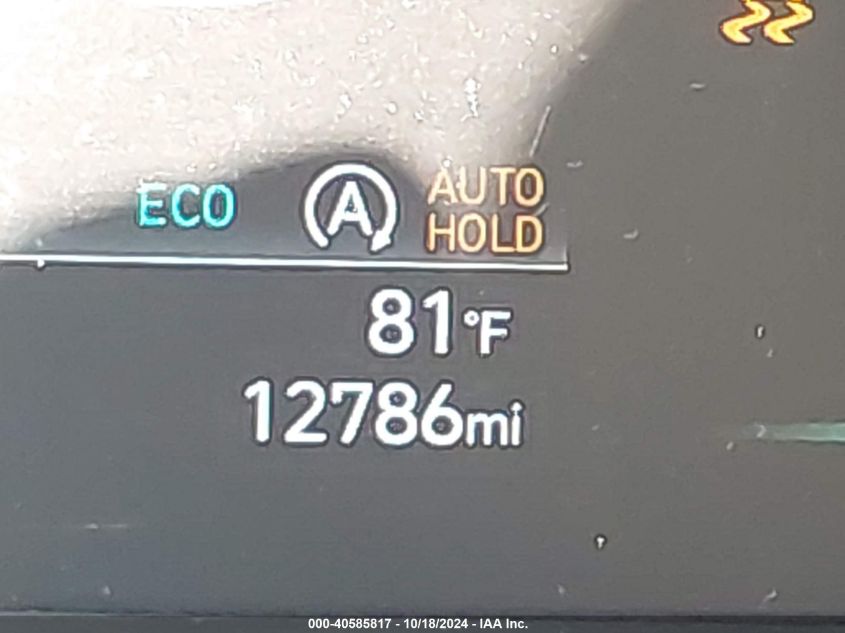 ECO A AUTO
HOLD
81°F
12786mi
000-40585817 - 10/18/2024 - IAA Inc.